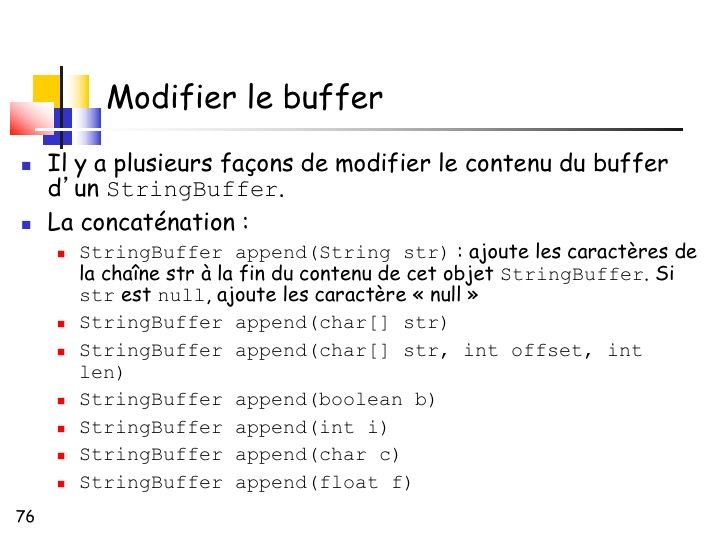 Modifier le buffer
Il y a plusieurs façons de modifier le contenu du buffer
d’un StringBuffer.
La concaténation :
StringBuffer append(String str) : ajoute les caractères de
la chaîne str à la fin du contenu de cet objet StringBuffer. Si
str est null, ajoute les caractère « null »
StringBuffer append(char[] str)
StringBuffer append(char[] str, int offset, int
len)
StringBuffer append(boolean b)
StringBuffer append(int i)
StringBuffer append(char c)
StringBuffer append(float f)
76